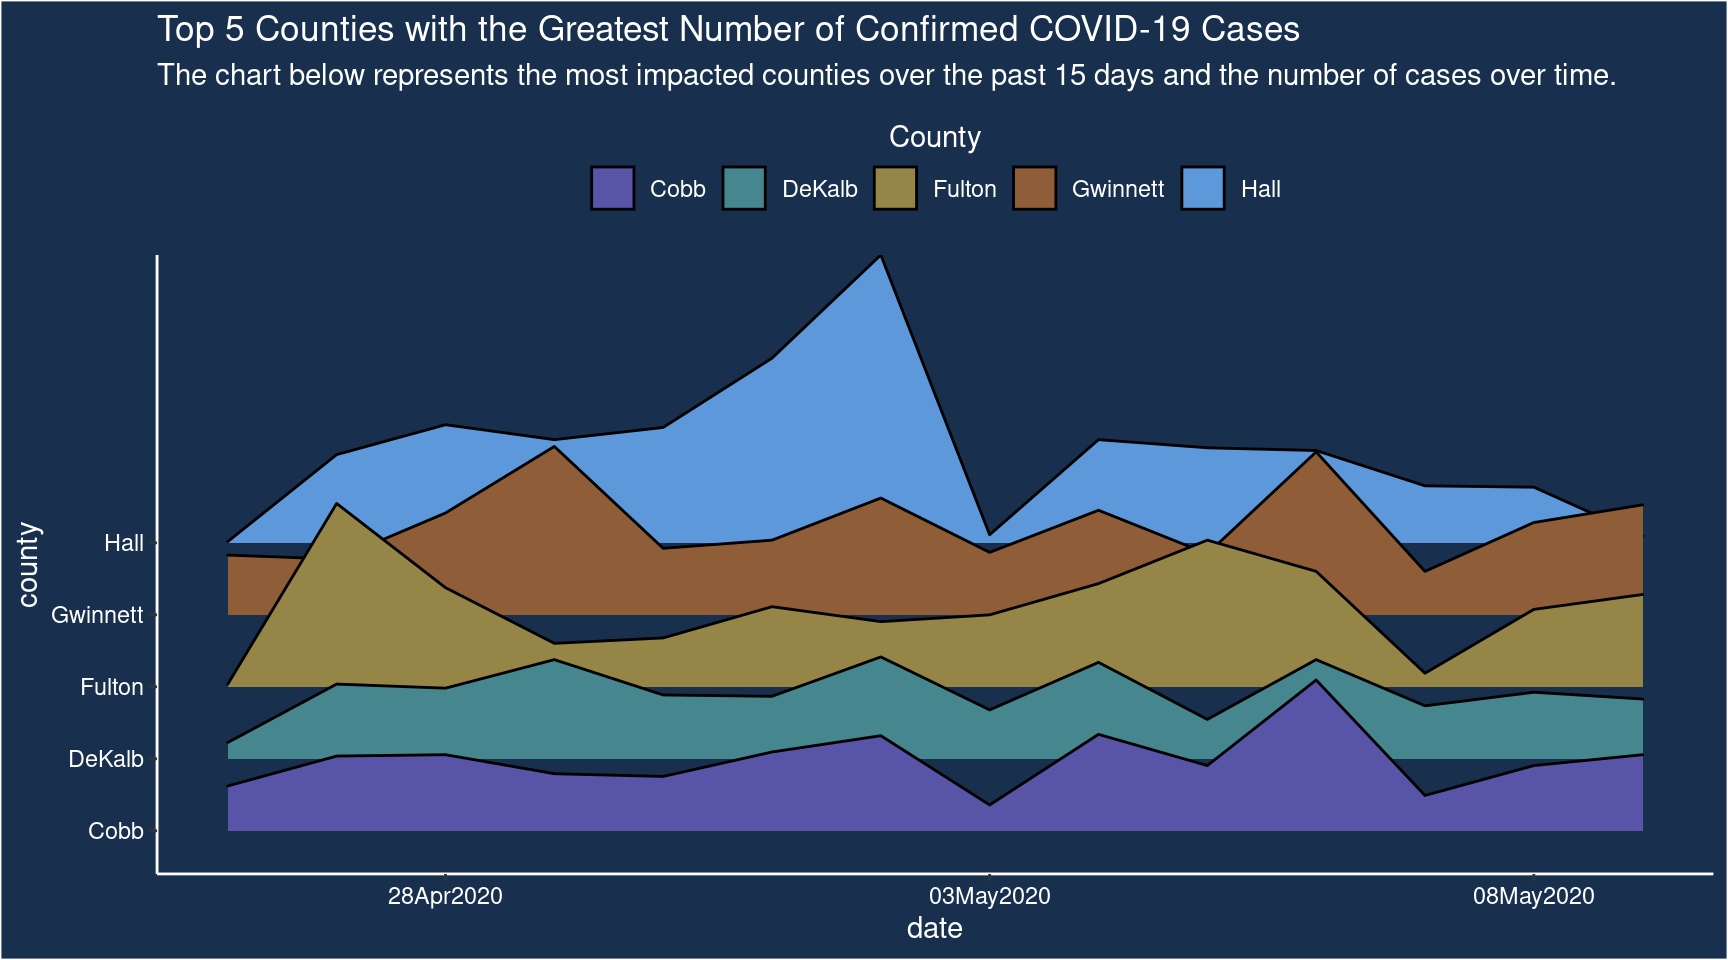 Top 5 Counties with the Greatest Number of Confirmed COVID-19 Cases
The chart below represents the most impacted counties over the past 15 days and the number of cases over time.
County
Cobb DeKalb Fulton Gwinnett Hall
county
Hall
Gwinnett
Fulton
DeKalb
Cobb
28Apr2020 03May2020 08May2020
date